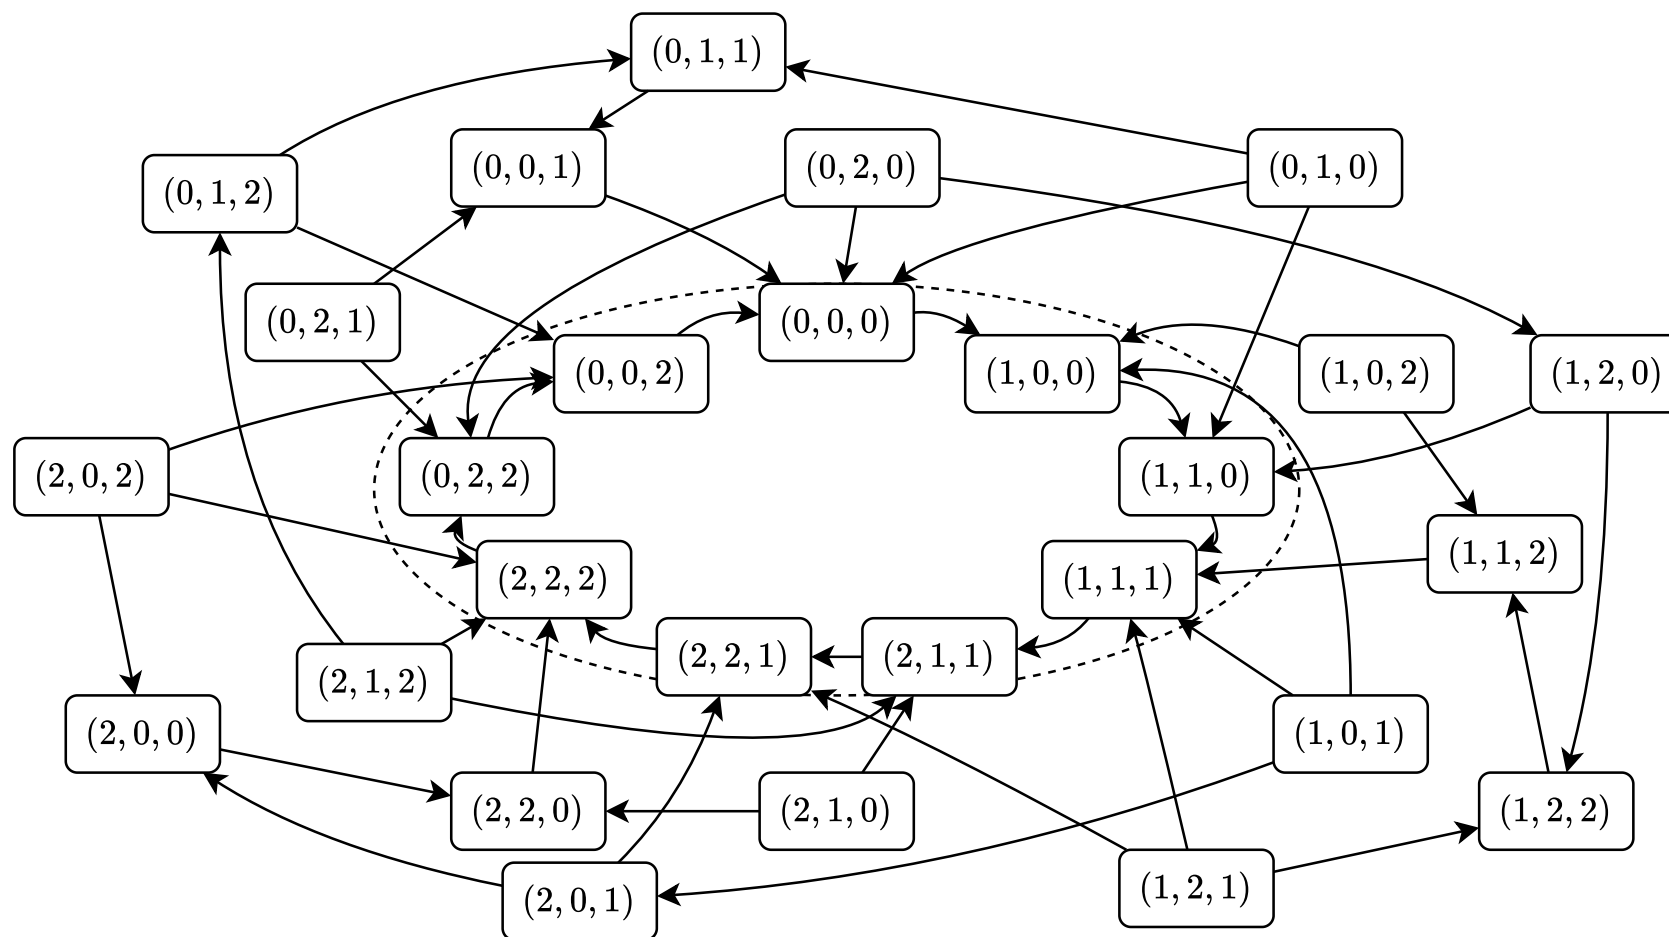 (0, 1, 1)
(0, 0, 1)
(0, 2, 0)
(0, 1, 0)
(0, 1, 2)
(0, 2, 1)
(0, 0, 0)
(0, 0, 2)
(1, 0, 0)
(1, 0, 2)
(1, 2, 0)
(2, 0, 2)
(0, 2, 2)
(1, 1, 0)
(1, 1, 2)
(2, 2, 2)
(1, 1, 1)
(2, 1, 2)
(2, 2, 1)
(2, 1, 1)
(2, 0, 0)
(1, 0, 1)
(2, 2, 0)
(2, 1, 0)
(1, 2, 2)
(2, 0, 1)
(1, 2, 1)